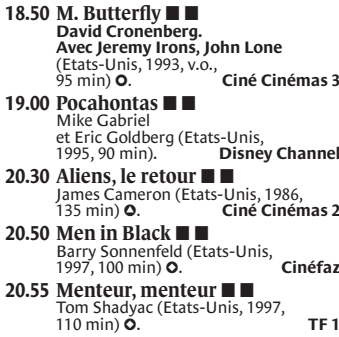 18.50 M. Butterfly ■ ■
David Cronenberg.
Avec Jeremy Irons, John Lone
(Etats-Unis, 1993, v.o.,
95 min) ✪. Ciné Cinémas 3
19.00 Pocahontas ■ ■
Mike Gabriel
et Eric Goldberg (Etats-Unis,
1995, 90 min). Disney Channel
20.30 Aliens, le retour ■ ■
James Cameron (Etats-Unis, 1986,
135 min) ✪. Ciné Cinémas 2
20.50 Men in Black ■ ■
Barry Sonnenfeld (Etats-Unis,
1997, 100 min) ✪. Cinéfaz
20.55 Menteur, menteur ■ ■
Tom Shadyac (Etats-Unis, 1997,
110 min) ✪. TF 1